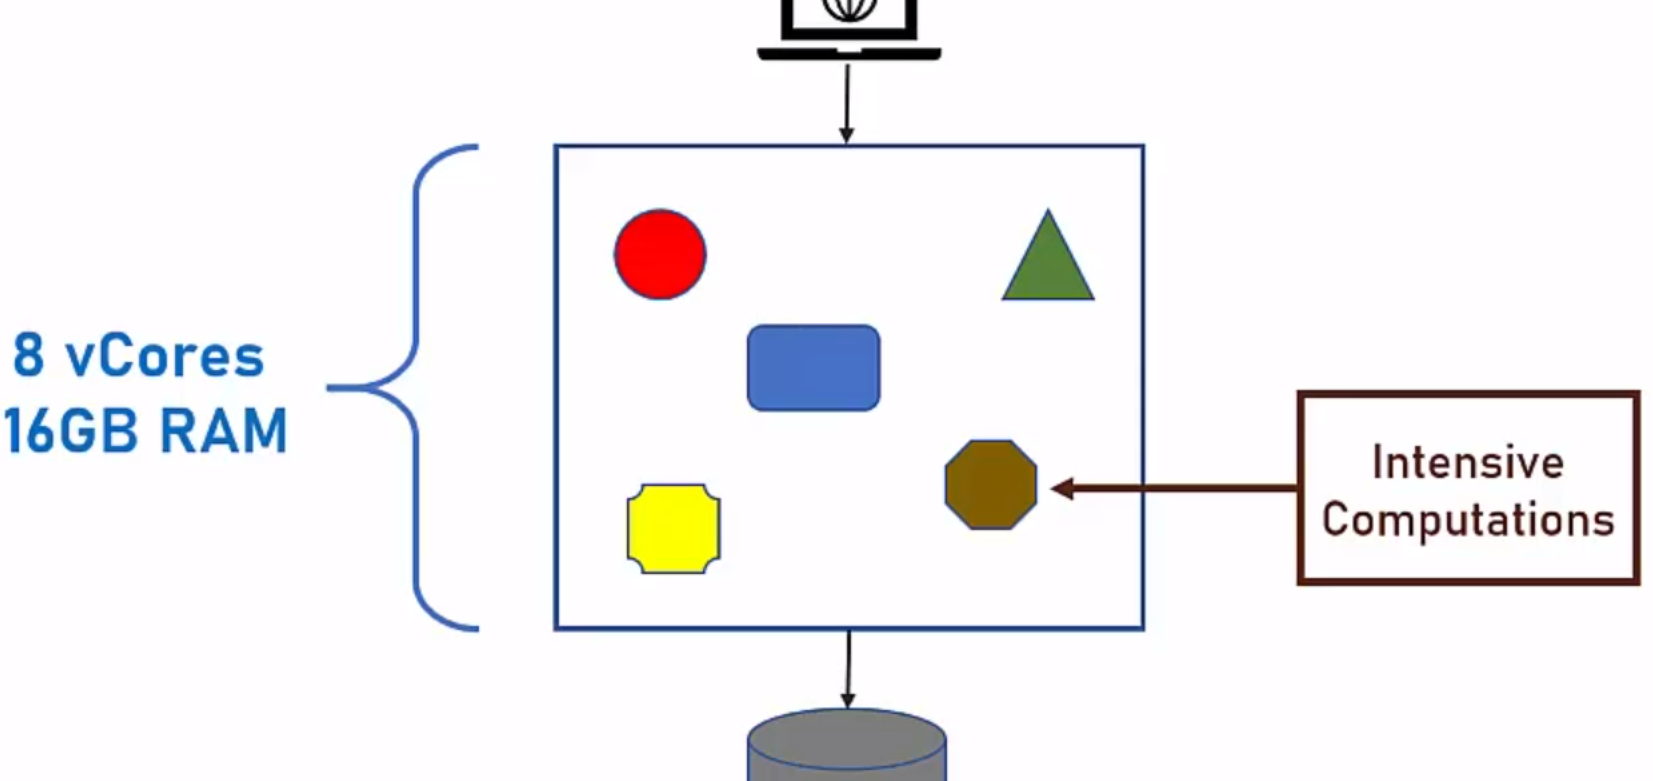 8 vCores
16GB RAM
Intensive
Computations